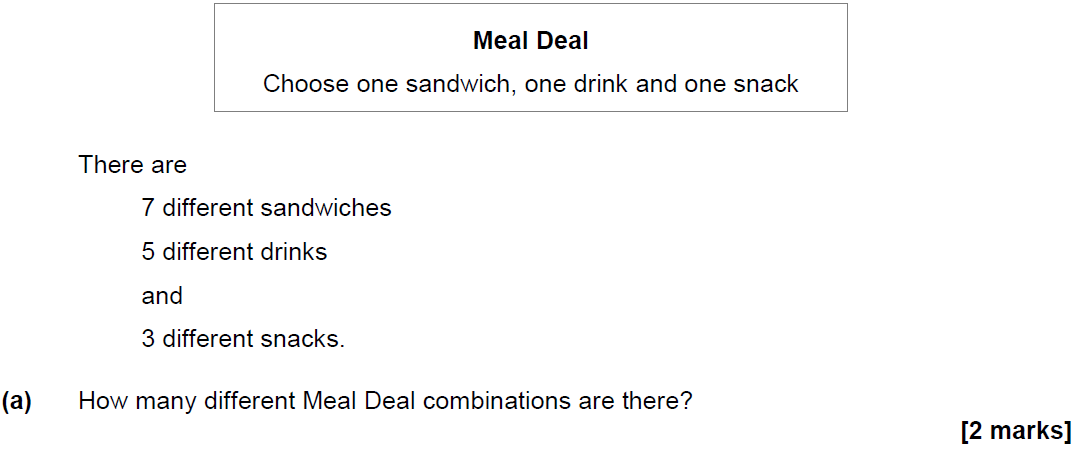 Meal Deal
Choose one sandwich, one drink and one snack
There are
7 different sandwiches
5 different drinks
and
3 different snacks.
(a) How many different Meal Deal combinations are there?
[2 marks]